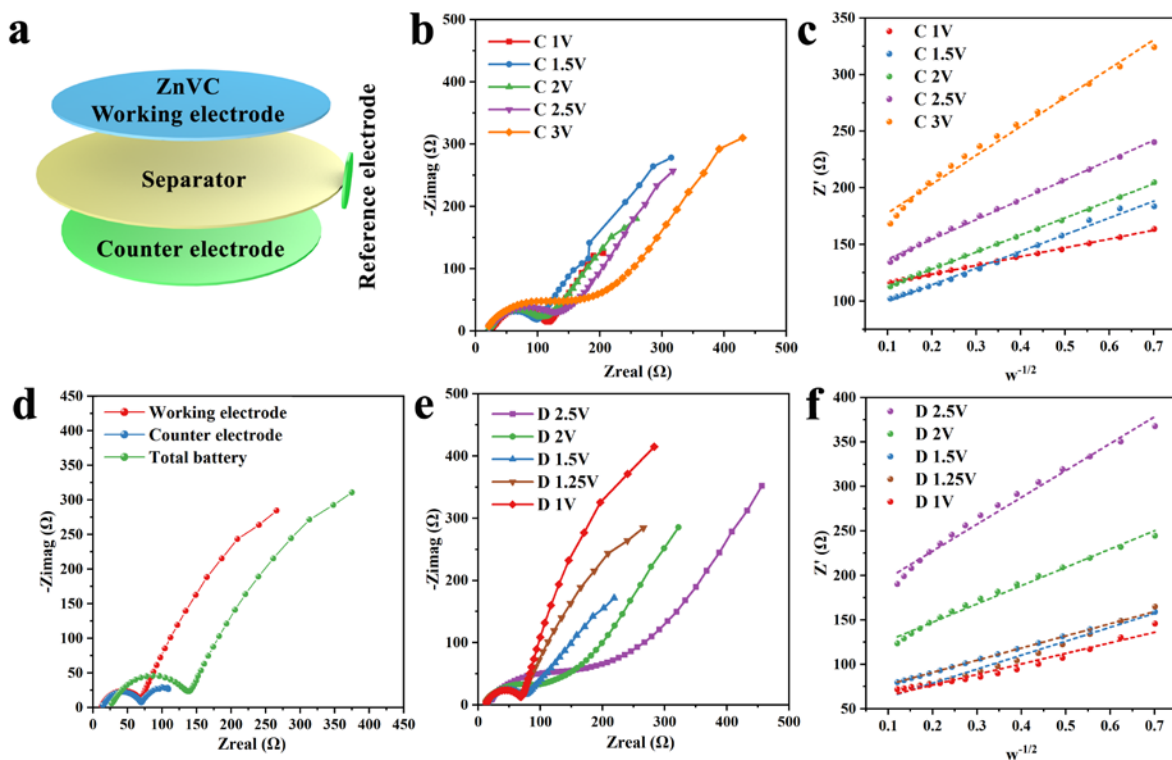 a
ZnVC
Working electrode
Separator
Counter electrode
Reference electrode
b
C 1V
C 1.5V
C 2V
C 2.5V
C 3V
500
400
300
200
100
0
0 100 200 300 400 500
-Zimag (Ω)
Zreal (Ω)
c
C 1V
C 1.5V
C 2V
C 2.5V
C 3V
350
300
250
200
150
100
0.1 0.2 0.3 0.4 0.5 0.6 0.7
Z' (Ω)
w-1/2
d
Working electrode
Counter electrode
Total battery
450
400
350
300
250
200
150
100
50
0
0 50 100 150 200 250 300 350 400 450
-Zimag (Ω)
Zreal (Ω)
e
D 2.5V
D 2V
D 1.5V
D 1.25V
D 1V
500
400
300
200
100
0
0 100 200 300 400 500
-Zimag (Ω)
Zreal (Ω)
f
D 2.5V
D 2V
D 1.5V
D 1.25V
D 1V
400
350
300
250
200
150
100
50
0.1 0.2 0.3 0.4 0.5 0.6 0.7
Z' (Ω)
w-1/2